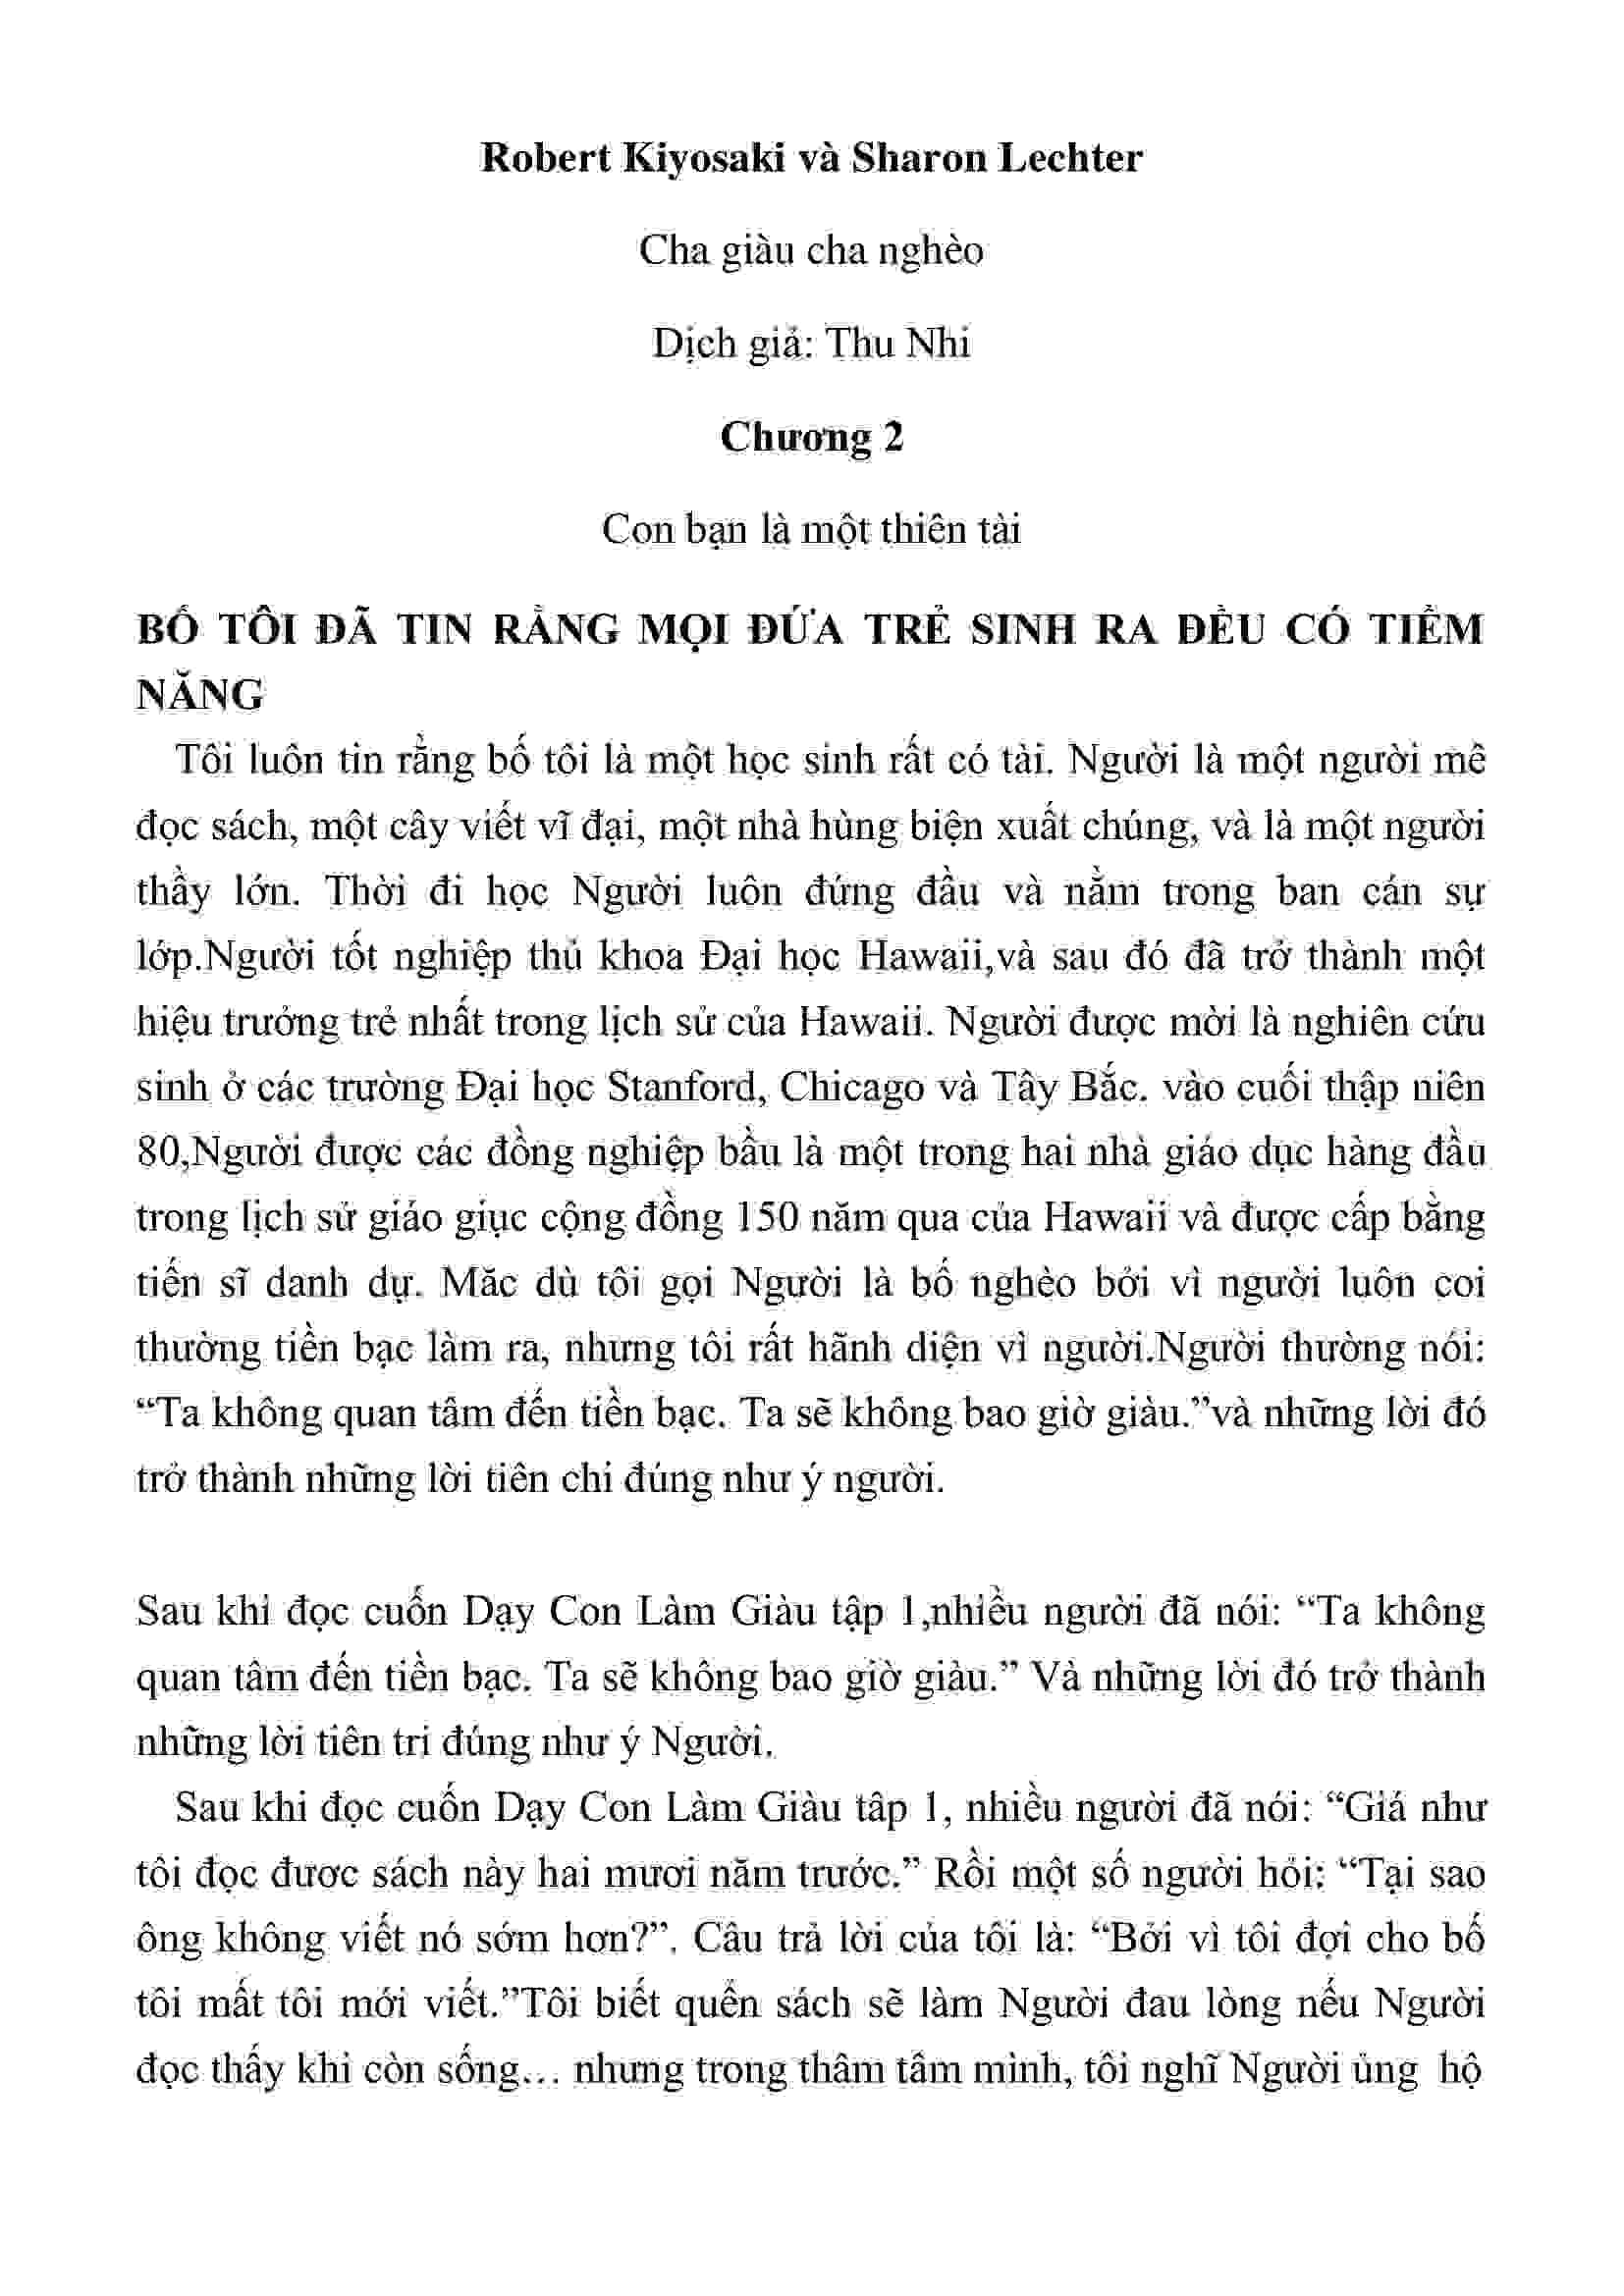 Robert Kiyosaki và Sharon Lechter
Cha giàu cha nghèo
Dịch giả: Thu Nhi
Chương 2
Con bạn là một thiên tài
BỐ TÔI ĐÃ TIN RẰNG MỌI ĐỨA TRẺ SINH RA ĐỀU CÓ TIỀM
NĂNG
Tôi luôn tin rằng bố tôi là một học sinh rất có tài. Người là một người mê
đọc sách, một cây viết vĩ đại, một nhà hùng biện xuất chúng, và là một người
thầy lớn. Thời đi học Người luôn đứng đầu và nằm trong ban cán sự
lớp.Người tốt nghiệp thủ khoa Đại học Hawaii,và sau đó đã trở thành một
hiệu trưởng trẻ nhất trong lịch sử của Hawaii. Người được mời là nghiên cứu
sinh ở các trường Đại học Stanford, Chicago và Tây Bắc. vào cuối thập niên
80,Người được các đồng nghiệp bầu là một trong hai nhà giáo dục hàng đầu
trong lịch sử giáo giục cộng đồng 150 năm qua của Hawaii và được cấp bằng
tiến sĩ danh dự. Măc dù tôi gọi Người là bố nghèo bởi vì người luôn coi
thường tiền bạc làm ra, nhưng tôi rất hãnh diện vì người.Người thường nói:
“Ta không quan tâm đến tiền bạc. Ta sẽ không bao giờ giàu.”và những lời đó
trở thành những lời tiên chi đúng như ý người.
Sau khi đọc cuốn Dạy Con Làm Giàu tập 1,nhiều người đã nói: “Ta không
quan tâm đến tiền bạc. Ta sẽ không bao giờ giàu.” Và những lời đó trở thành
những lời tiên tri đúng như ý Người.
Sau khi đọc cuốn Dạy Con Làm Giàu tâp 1, nhiều người đã nói: “Giá như
tôi đọc đươc sách này hai mươi năm trước.” Rồi một số người hỏi: “Tại sao
ông không viết nó sớm hơn?”. Câu trả lời của tôi là: “Bởi vì tôi đợi cho bố
tôi mất tôi mới viết.”Tôi biết quển sách sẽ làm Người đau lòng nếu Người
đọc thấy khi còn sống... nhưng trong thâm tâm mình, tôi nghĩ Người ủng hộ